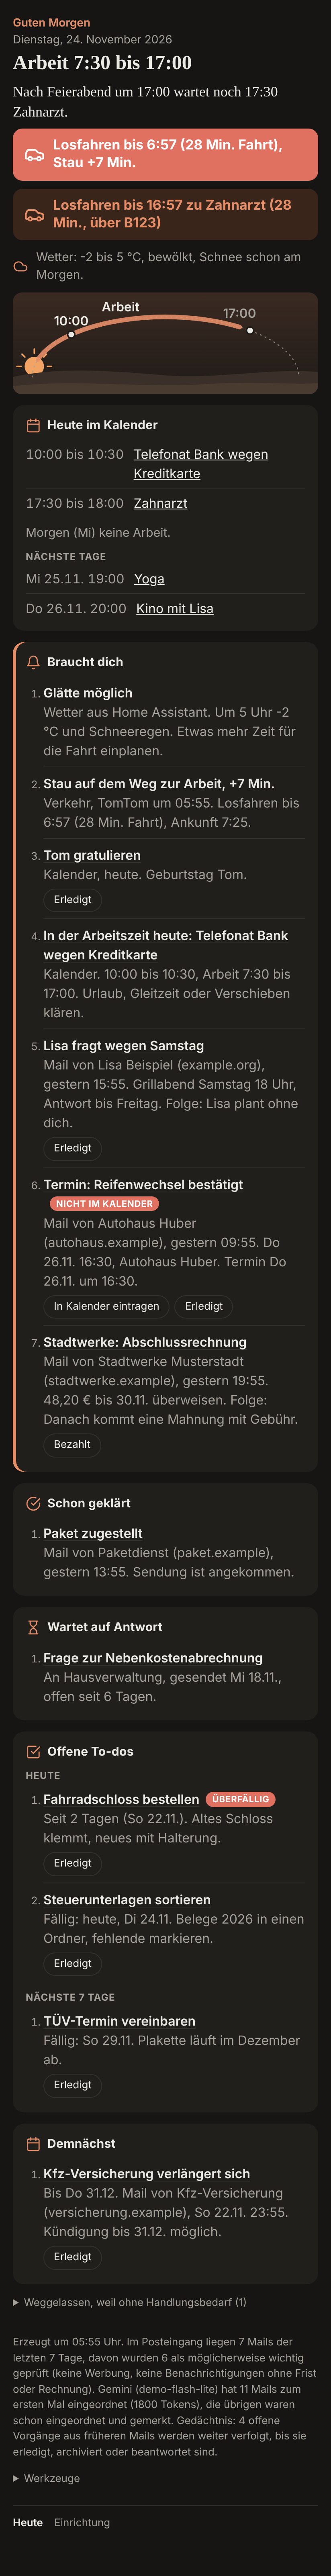 Guten Morgen
Dienstag, 24. November 2026
Arbeit 7:30 bis 17:00
Nach Feierabend um 17:00 wartet noch 17:30
Zahnarzt.
Losfahren bis 6:57 (28 Min. Fahrt),
Stau +7 Min.
Losfahren bis 16:57 zu Zahnarzt (28
Min., über B123)
Wetter: -2 bis 5 °C, bewölkt, Schnee schon am
Morgen.
Arbeit
10:00
17:00
Heute im Kalender
10:00 bis 10:30 Telefonat Bank wegen
Kreditkarte
17:30 bis 18:00 Zahnarzt
Morgen (Mi) keine Arbeit.
NÄCHSTE TAGE
Mi 25.11. 19:00 Yoga
Do 26.11. 20:00 Kino mit Lisa
Braucht dich
1. Glätte möglich
Wetter aus Home Assistant. Um 5 Uhr -2
°C und Schneeregen. Etwas mehr Zeit für
die Fahrt einplanen.
2. Stau auf dem Weg zur Arbeit, +7 Min.
Verkehr, TomTom um 05:55. Losfahren bis
6:57 (28 Min. Fahrt), Ankunft 7:25.
3. Tom gratulieren
Kalender, heute. Geburtstag Tom.
Erledigt
4. In der Arbeitszeit heute: Telefonat Bank
wegen Kreditkarte
Kalender. 10:00 bis 10:30, Arbeit 7:30 bis
17:00. Urlaub, Gleitzeit oder Verschieben
klären.
5. Lisa fragt wegen Samstag
Mail von Lisa Beispiel (example.org),
gestern 15:55. Grillabend Samstag 18 Uhr,
Antwort bis Freitag. Folge: Lisa plant ohne
dich.
Erledigt
6. Termin: Reifenwechsel bestätigt
NICHT IM KALENDER
Mail von Autohaus Huber
(autohaus.example), gestern 09:55. Do
26.11. 16:30, Autohaus Huber. Termin Do
26.11. um 16:30.
In Kalender eintragen Erledigt
7. Stadtwerke: Abschlussrechnung
Mail von Stadtwerke Musterstadt
(stadtwerke.example), gestern 19:55.
48,20 € bis 30.11. überweisen. Folge:
Danach kommt eine Mahnung mit Gebühr.
Bezahlt
Schon geklärt
1. Paket zugestellt
Mail von Paketdienst (paket.example),
gestern 13:55. Sendung ist angekommen.
Wartet auf Antwort
1. Frage zur Nebenkostenabrechnung
An Hausverwaltung, gesendet Mi 18.11.,
offen seit 6 Tagen.
Offene To-dos
HEUTE
1. Fahrradschloss bestellen ÜBERFÄLLIG
Seit 2 Tagen (So 22.11.). Altes Schloss
klemmt, neues mit Halterung.
Erledigt
2. Steuerunterlagen sortieren
Fällig: heute, Di 24.11. Belege 2026 in einen
Ordner, fehlende markieren.
Erledigt
NÄCHSTE 7 TAGE
1. TÜV-Termin vereinbaren
Fällig: So 29.11. Plakette läuft im Dezember
ab.
Erledigt
Demnächst
1. Kfz-Versicherung verlängert sich
Bis Do 31.12. Mail von Kfz-Versicherung
(versicherung.example), So 22.11. 23:55.
Kündigung bis 31.12. möglich.
Erledigt
Weggelassen, weil ohne Handlungsbedarf (1)
Erzeugt um 05:55 Uhr. Im Posteingang liegen 7 Mails der
letzten 7 Tage, davon wurden 6 als möglicherweise wichtig
geprüft (keine Werbung, keine Benachrichtigungen ohne Frist
oder Rechnung). Gemini (demo-flash-lite) hat 11 Mails zum
ersten Mal eingeordnet (1800 Tokens), die übrigen waren
schon eingeordnet und gemerkt. Gedächtnis: 4 offene
Vorgänge aus früheren Mails werden weiter verfolgt, bis sie
erledigt, archiviert oder beantwortet sind.
Werkzeuge
Heute Einrichtung